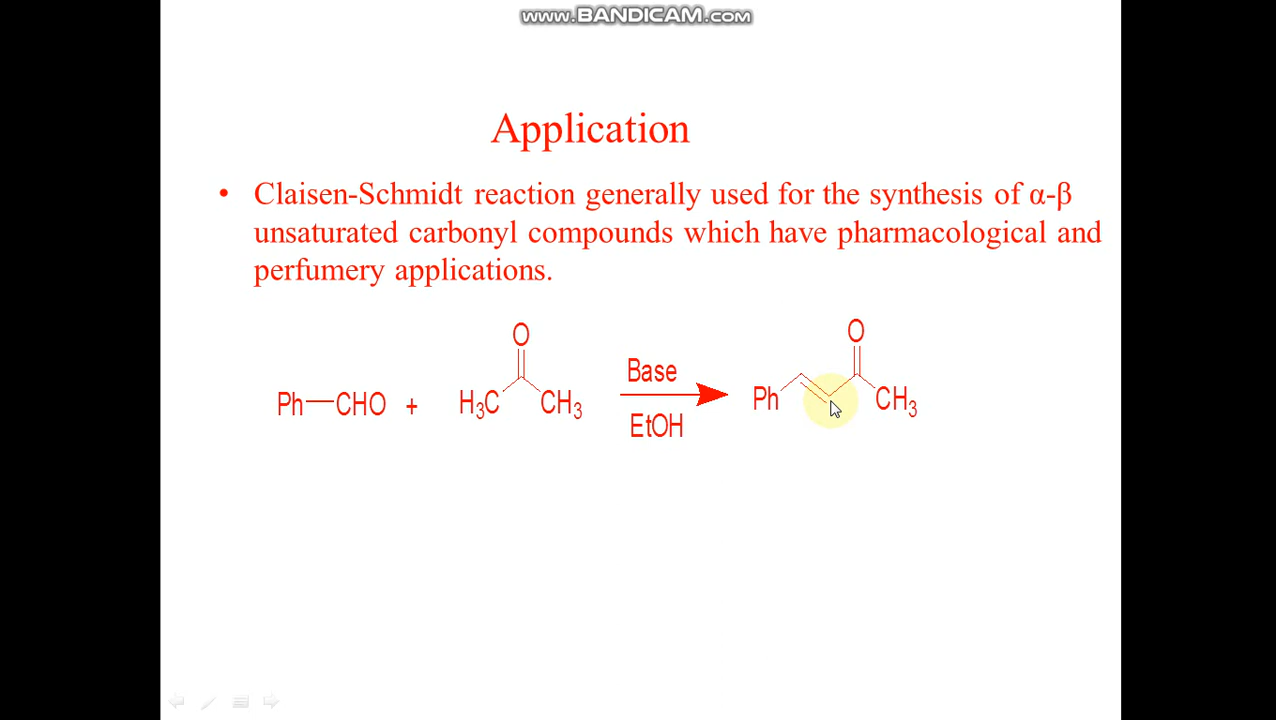 www.BANDICAM.com
Application
• Claisen-Schmidt reaction generally used for the synthesis of α-β
unsaturated carbonyl compounds which have pharmacological and
perfumery applications.
O O
Base
Ph—CHO + H₃C CH₃ Ph CH₃
EtOH